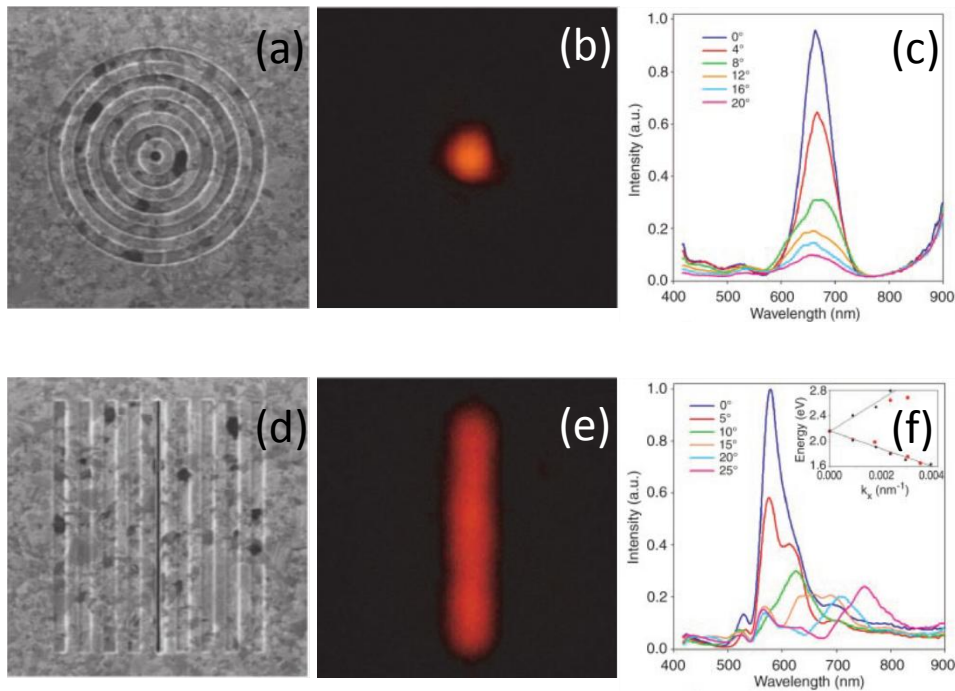 (a)
(b)
(c)
0°
4°
8°
12°
16°
20°
1.0
0.8
0.6
0.4
0.2
0.0
Intensity (a.u.)
400 500 600 700 800 900
Wavelength (nm)
(d)
(e)
(f)
0°
5°
10°
15°
20°
25°
1.0
0.8
0.6
0.4
0.2
0.0
Intensity (a.u.)
400 500 600 700 800 900
Wavelength (nm)
2.8
2.4
2.0
1.6
Energy (eV)
0.000 0.002 0.004
kₓ (nm⁻¹)